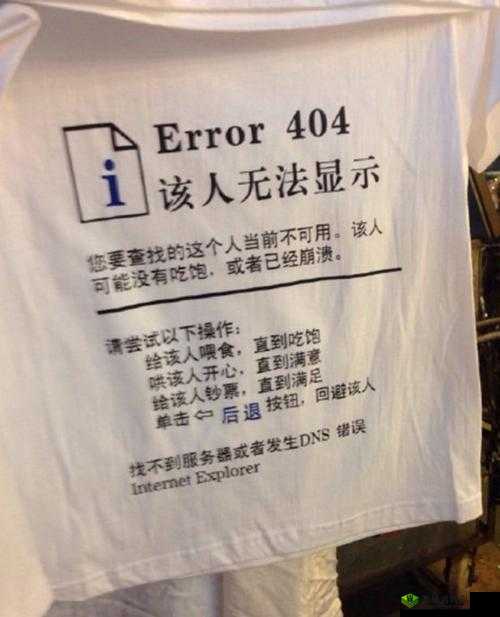 i
Error 404
该人无法显示
您要查找的这个人当前不可用。该人
可能没有吃饱,或者已经崩溃。
请尝试以下操作:
给该人喂食,直到吃饱
哄该人开心,直到满意
给该人钞票,直到满足
单击⇦ 后退 按钮,回避该人
找不到服务器或者发生DNS 错误
Internet Explorer